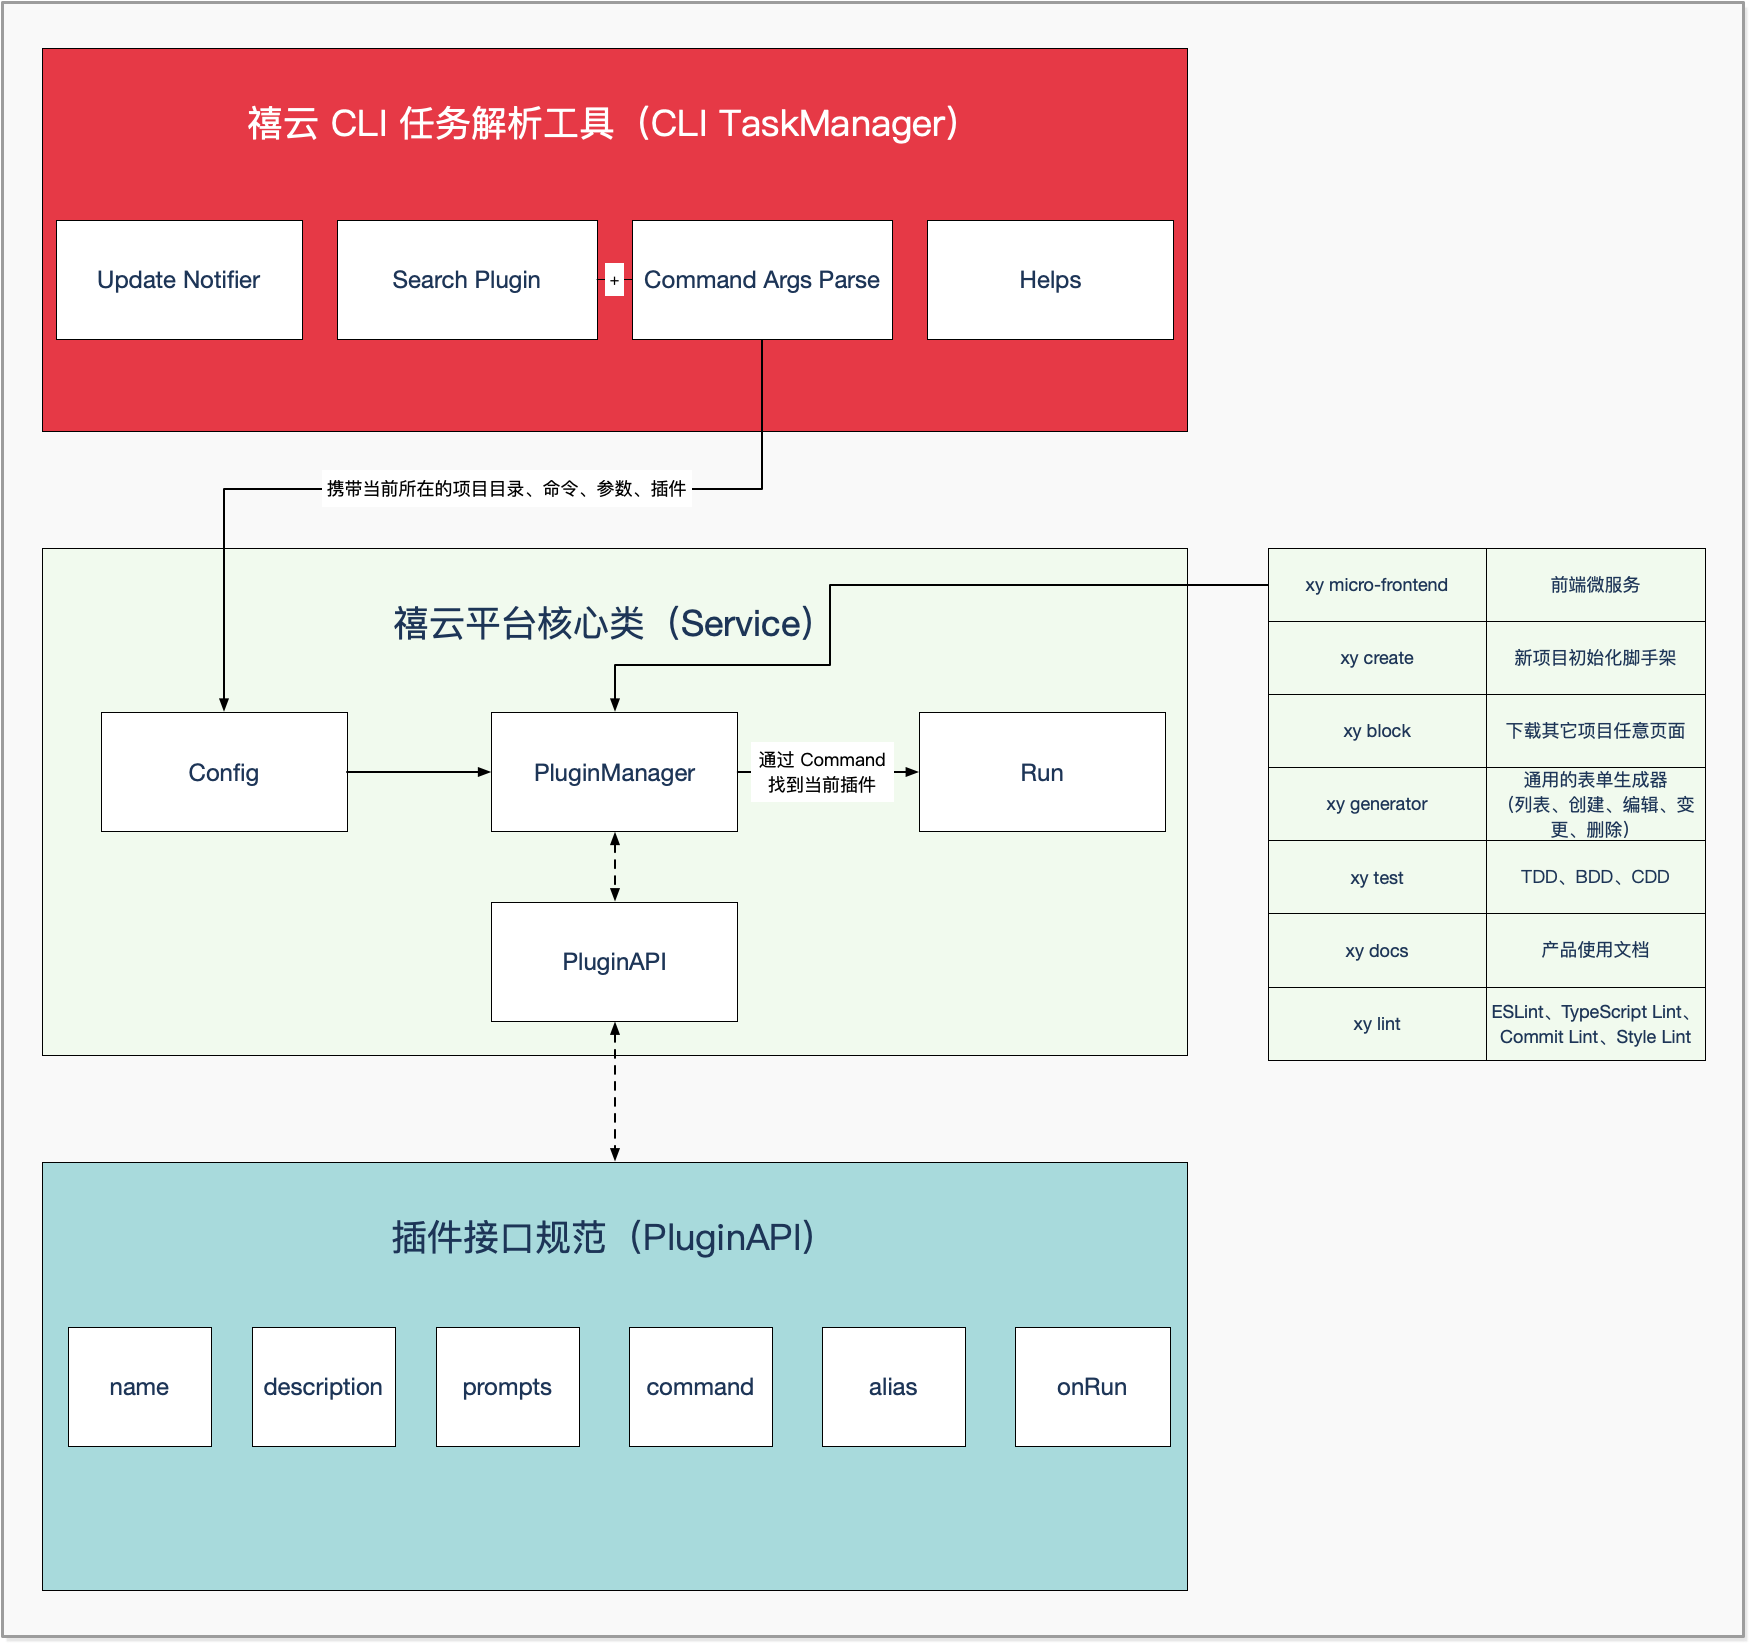 禧云 CLI 任务解析工具（CLI TaskManager）
Update Notifier
Search Plugin
+
Command Args Parse
Helps
携带当前所在的项目目录、命令、参数、插件
禧云平台核心类（Service）
Config
PluginManager
通过 Command
找到当前插件
Run
PluginAPI
xy micro-frontend
前端微服务
xy create
新项目初始化脚手架
xy block
下载其它项目任意页面
xy generator
通用的表单生成器
（列表、创建、编辑、变
更、删除）
xy test
TDD、BDD、CDD
xy docs
产品使用文档
xy lint
ESLint、TypeScript Lint、
Commit Lint、Style Lint
插件接口规范（PluginAPI）
name
description
prompts
command
alias
onRun